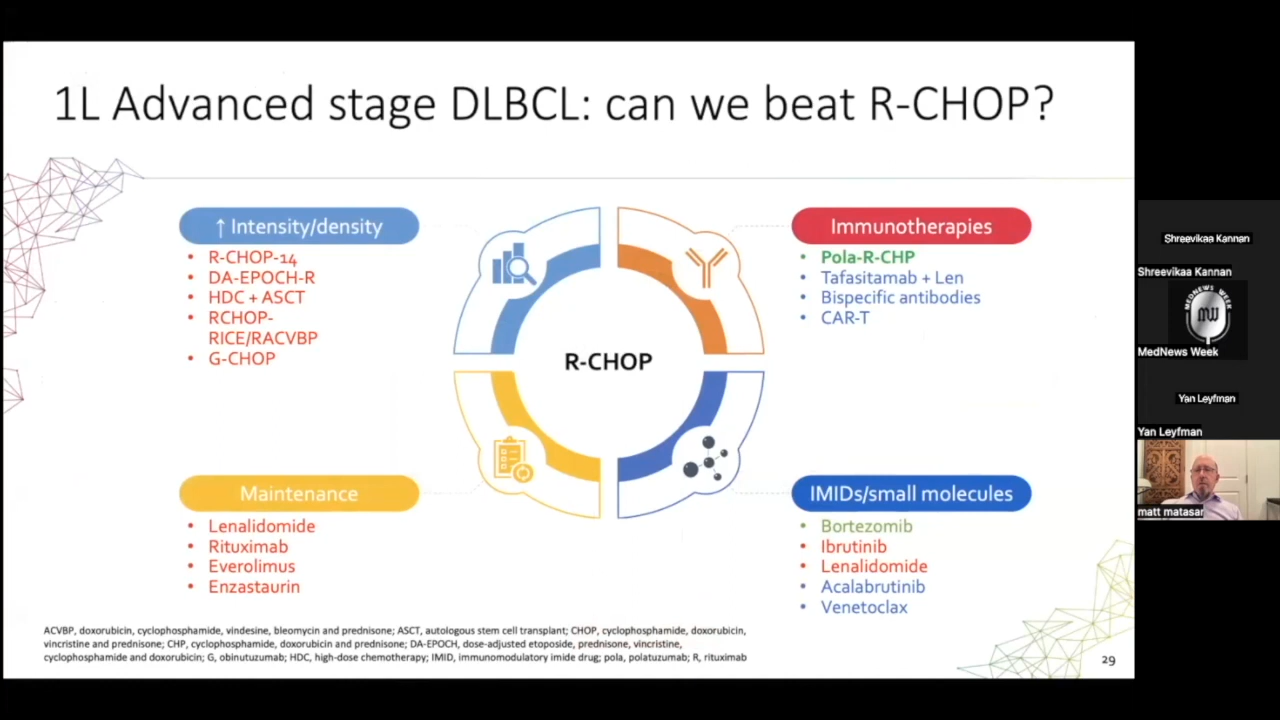 1L Advanced stage DLBCL: can we beat R-CHOP?
↑ Intensity/density
• R-CHOP-14
• DA-EPOCH-R
• HDC + ASCT
• RCHOP-
RICE/RACVBP
• G-CHOP
Immunotherapies
• Pola-R-CHP
• Tafasitamab + Len
• Bispecific antibodies
• CAR-T
R-CHOP
Maintenance
• Lenalidomide
• Rituximab
• Everolimus
• Enzastaurin
IMIDs/small molecules
• Bortezomib
• Ibrutinib
• Lenalidomide
• Acalabrutinib
• Venetoclax
ACVBP, doxorubicin, cyclophosphamide, vindesine, bleomycin and prednisone; ASCT, autologous stem cell transplant; CHOP, cyclophosphamide, doxorubicin,
vincristine and prednisone; CHP, cyclophosphamide, doxorubicin and prednisone; DA-EPOCH, dose-adjusted etoposide, prednisone, vincristine,
cyclophosphamide and doxorubicin; G, obinutuzumab; HDC, high-dose chemotherapy; IMID, immunomodulatory imide drug; pola, polatuzumab; R, rituximab
29
Shreevikaa Kannan
Shreevikaa Kannan
MEDNEWS WEEK
MW
MedNews Week
Yan Leyfman
Yan Leyfman
matt matasar